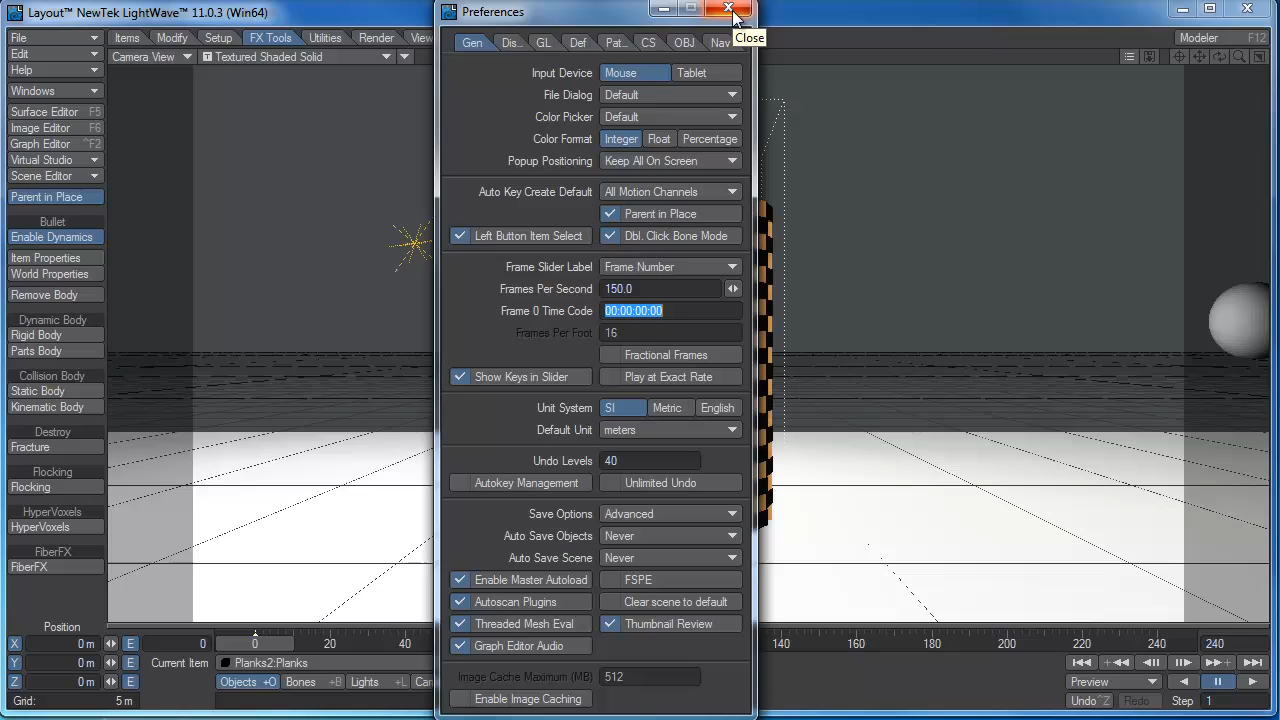 Layout™ NewTek LightWave™ 11.0.3 (Win64)
Preferences
Close
File
Edit
Help
Windows
Surface Editor F5
Image Editor F6
Graph Editor ^F2
Virtual Studio
Scene Editor
Parent in Place
Bullet
Enable Dynamics
Item Properties
World Properties
Remove Body
Dynamic Body
Rigid Body
Parts Body
Collision Body
Static Body
Kinematic Body
Destroy
Fracture
Flocking
Flocking
HyperVoxels
HyperVoxels
FiberFX
FiberFX
Items Modify Setup FX Tools Utilities Render View
Modeler F12
Camera View T Textured Shaded Solid
Gen Dis... GL Def Pat... CS OBJ Nav
Input Device Mouse Tablet
File Dialog Default
Color Picker Default
Color Format Integer Float Percentage
Popup Positioning Keep All On Screen
Auto Key Create Default All Motion Channels
Parent in Place
Left Button Item Select Dbl. Click Bone Mode
Frame Slider Label Frame Number
Frames Per Second 150.0
Frame 0 Time Code 00:00:00:00
Frames Per Foot 16
Fractional Frames
Show Keys in Slider Play at Exact Rate
Unit System SI Metric English
Default Unit meters
Undo Levels 40
Autokey Management Unlimited Undo
Save Options Advanced
Auto Save Objects Never
Auto Save Scene Never
Enable Master Autoload FSPE
Autoscan Plugins Clear scene to default
Threaded Mesh Eval Thumbnail Review
Graph Editor Audio
Image Cache Maximum (MB) 512
Enable Image Caching
Position
X 0 m E 0 0 20 40 140 160 180 200 220 240 240
Y 0 m E Current Item Planks2:Planks
Z 0 m E Objects +O Bones +B Lights +L Can
Preview
Grid: 5 m
Undo ^Z Redo Step 1